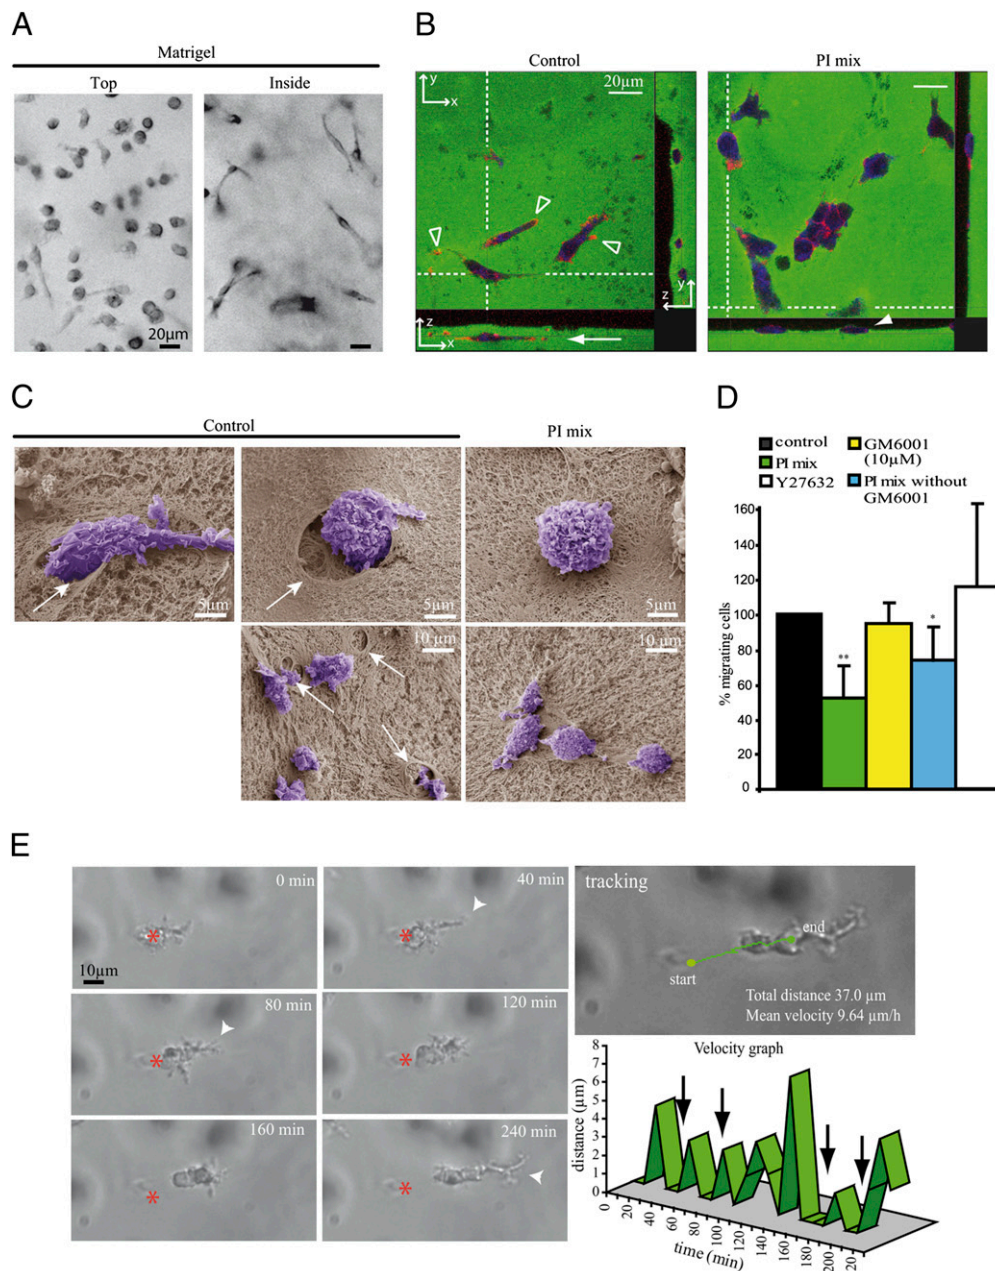 A
Matrigel
Top
Inside
20μm
B
Control
PI mix
y
x
20μm
z
y
z
x
C
Control
PI mix
5μm
5μm
5μm
10 μm
10 μm
D
control
GM6001
(10μM)
PI mix
PI mix without
GM6001
Y27632
% migrating cells
160
140
120
100
80
60
40
20
0
**
*
E
0 min
40 min
10μm
80 min
120 min
160 min
240 min
tracking
start
end
Total distance 37.0 μm
Mean velocity 9.64 μm/h
Velocity graph
distance (μm)
8
7
6
5
4
3
2
1
0
0
20
40
60
80
100
120
140
160
180
200
20
time (min)